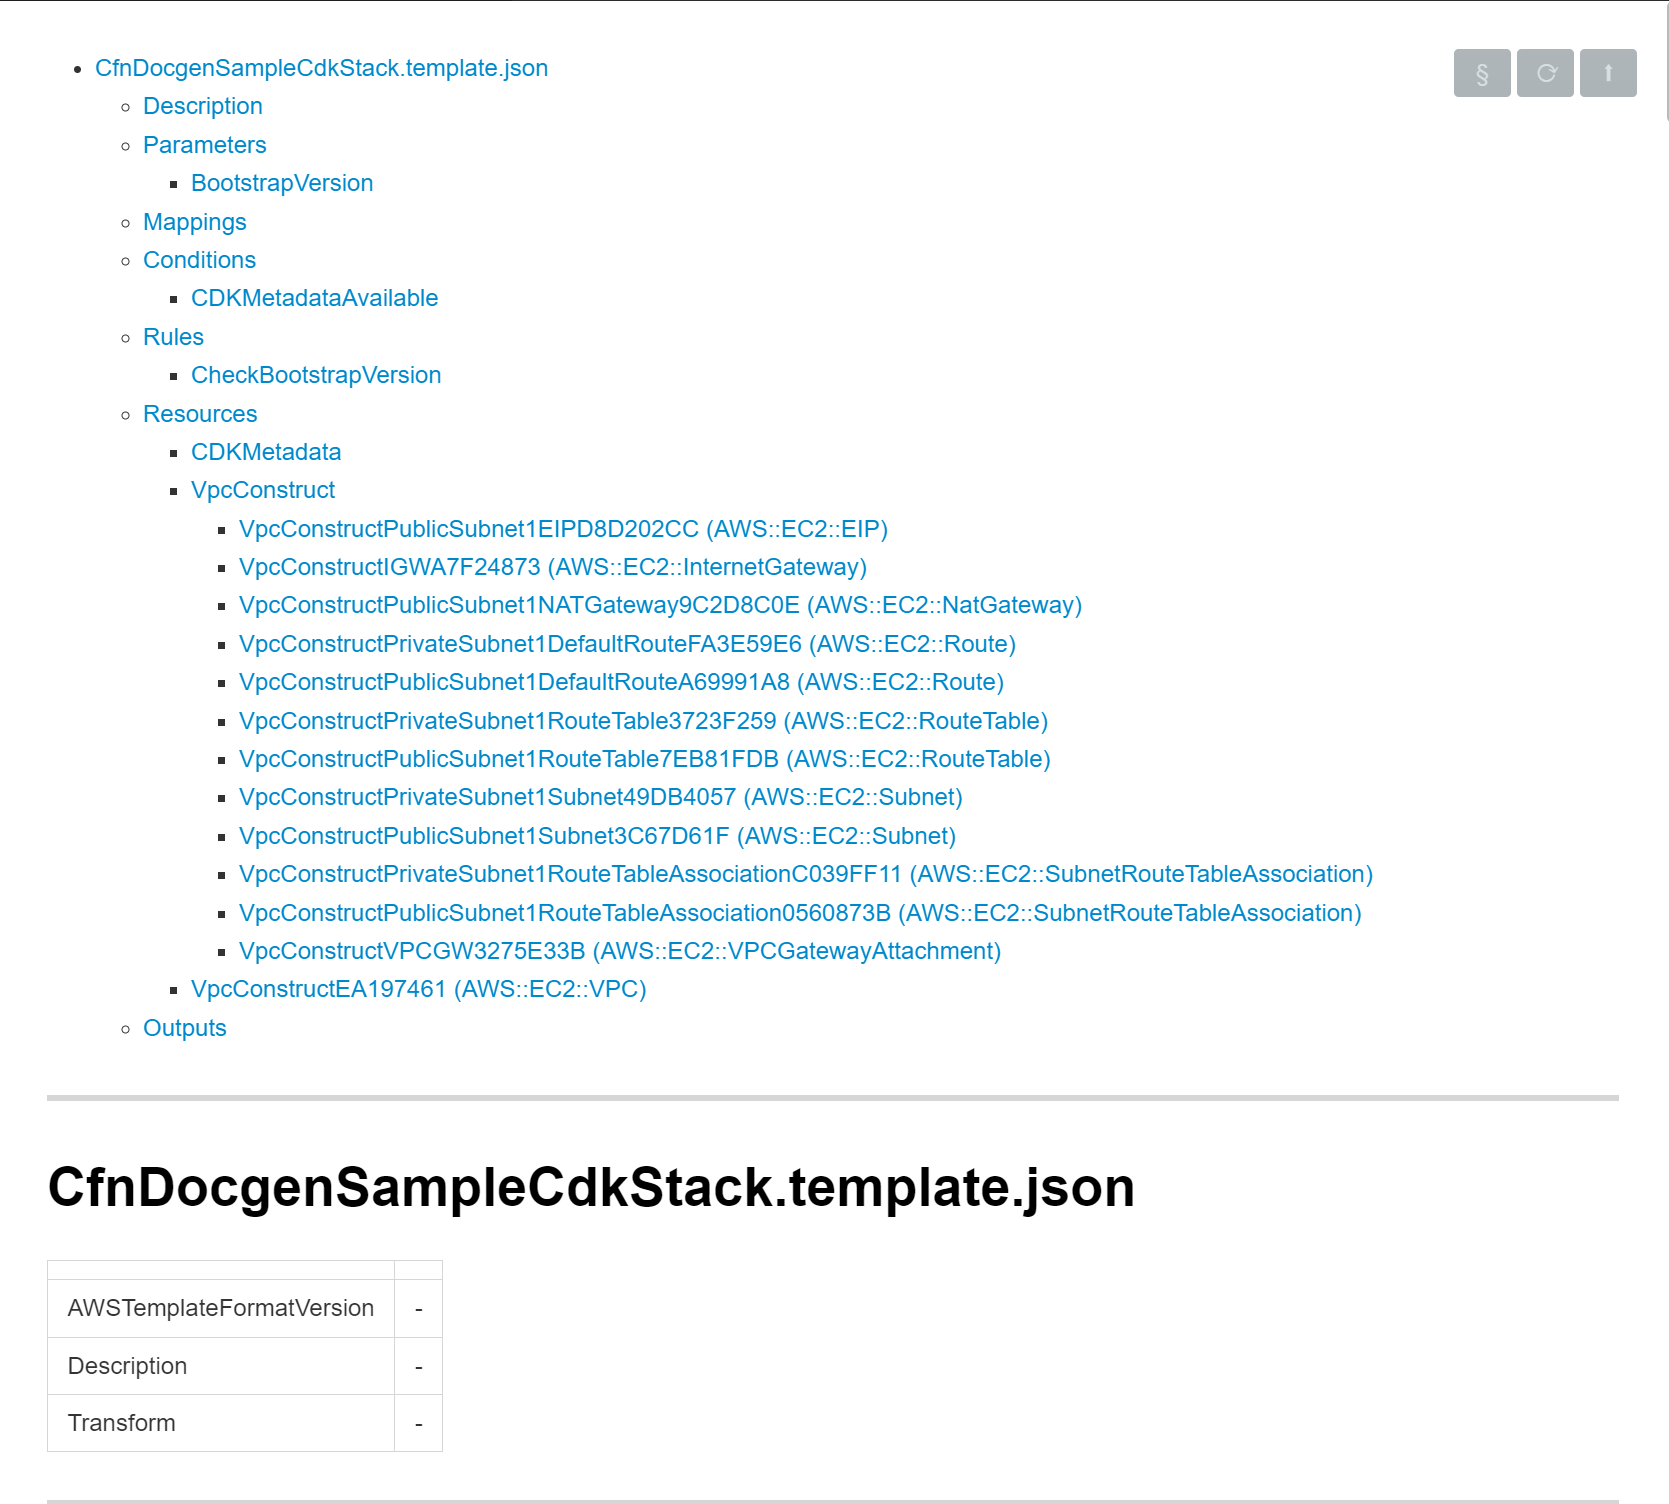 CfnDocgenSampleCdkStack.template.json
Description
Parameters
BootstrapVersion
Mappings
Conditions
CDKMetadataAvailable
Rules
CheckBootstrapVersion
Resources
CDKMetadata
VpcConstruct
VpcConstructPublicSubnet1EIPD8D202CC (AWS::EC2::EIP)
VpcConstructIGWA7F24873 (AWS::EC2::InternetGateway)
VpcConstructPublicSubnet1NATGateway9C2D8C0E (AWS::EC2::NatGateway)
VpcConstructPrivateSubnet1DefaultRouteFA3E59E6 (AWS::EC2::Route)
VpcConstructPublicSubnet1DefaultRouteA69991A8 (AWS::EC2::Route)
VpcConstructPrivateSubnet1RouteTable3723F259 (AWS::EC2::RouteTable)
VpcConstructPublicSubnet1RouteTable7EB81FDB (AWS::EC2::RouteTable)
VpcConstructPrivateSubnet1Subnet49DB4057 (AWS::EC2::Subnet)
VpcConstructPublicSubnet1Subnet3C67D61F (AWS::EC2::Subnet)
VpcConstructPrivateSubnet1RouteTableAssociationC039FF11 (AWS::EC2::SubnetRouteTableAssociation)
VpcConstructPublicSubnet1RouteTableAssociation0560873B (AWS::EC2::SubnetRouteTableAssociation)
VpcConstructVPCGW3275E33B (AWS::EC2::VPCGatewayAttachment)
VpcConstructEA197461 (AWS::EC2::VPC)
Outputs
§ ⟳ ⬆
CfnDocgenSampleCdkStack.template.json
AWSTemplateFormatVersion -
Description -
Transform -